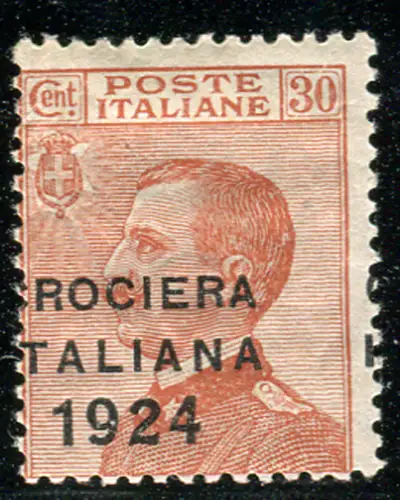 Cent. POSTE ITALIANE 30
ROCIERA C
TALIANA
1924